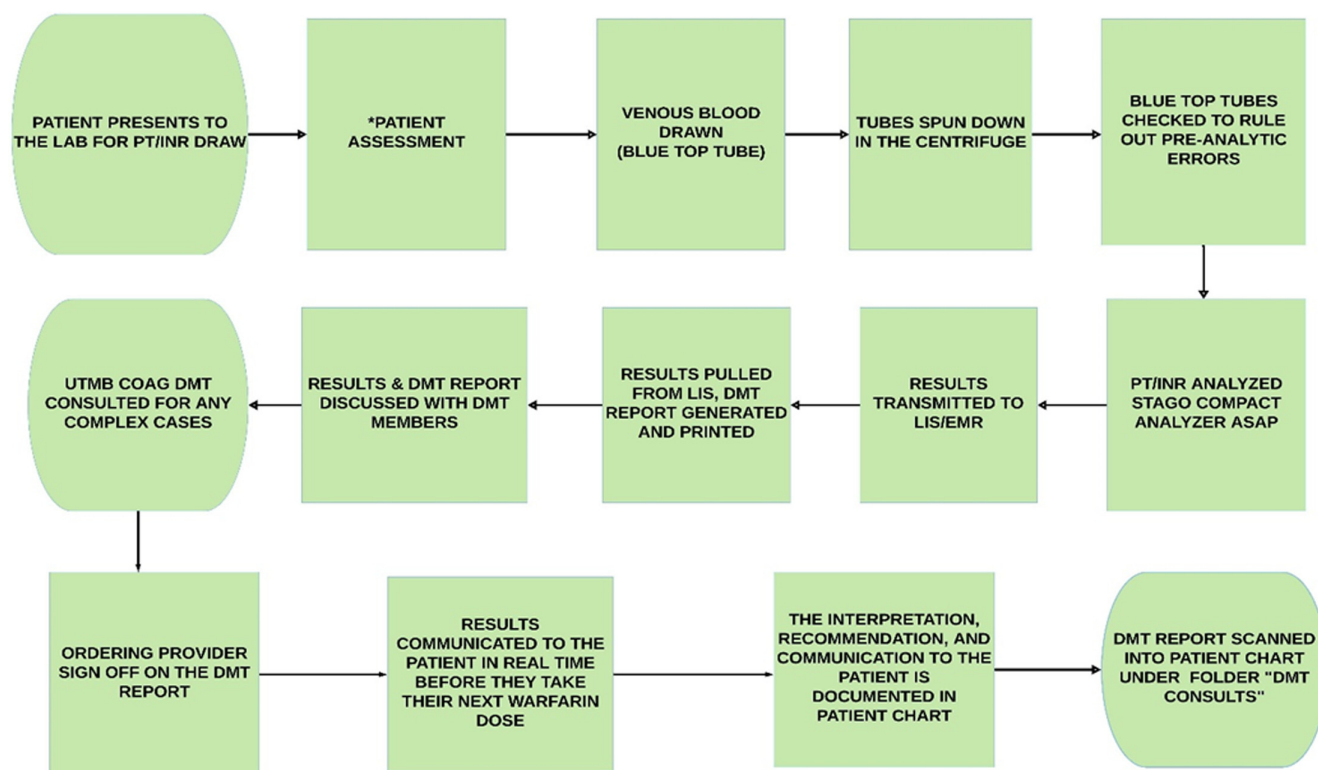 PATIENT PRESENTS TO
THE LAB FOR PT/INR DRAW
*PATIENT
ASSESSMENT
VENOUS BLOOD
DRAWN
(BLUE TOP TUBE)
TUBES SPUN DOWN
IN THE CENTRIFUGE
BLUE TOP TUBES
CHECKED TO RULE
OUT PRE-ANALYTIC
ERRORS
PT/INR ANALYZED
STAGO COMPACT
ANALYZER ASAP
RESULTS
TRANSMITTED TO
LIS/EMR
RESULTS PULLED
FROM LIS, DMT
REPORT GENERATED
AND PRINTED
RESULTS & DMT REPORT
DISCUSSED WITH DMT
MEMBERS
UTMB COAG DMT
CONSULTED FOR ANY
COMPLEX CASES
ORDERING PROVIDER
SIGN OFF ON THE DMT
REPORT
RESULTS
COMMUNICATED TO THE
PATIENT IN REAL TIME
BEFORE THEY TAKE
THEIR NEXT WARFARIN
DOSE
THE INTERPRETATION,
RECOMMENDATION, AND
COMMUNICATION TO THE
PATIENT IS
DOCUMENTED IN
PATIENT CHART
DMT REPORT SCANNED
INTO PATIENT CHART
UNDER FOLDER "DMT
CONSULTS"